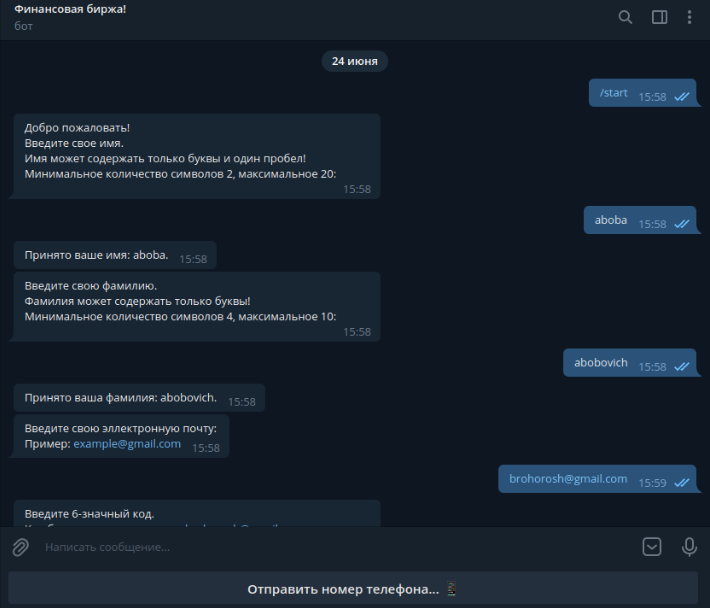 Финансовая биржа!
бот
24 июня
/start 15:58
Добро пожаловать!
Введите свое имя.
Имя может содержать только буквы и один пробел!
Минимальное количество символов 2, максимальное 20:
15:58
aboba 15:58
Принято ваше имя: aboba. 15:58
Введите свою фамилию.
Фамилия может содержать только буквы!
Минимальное количество символов 4, максимальное 10:
15:58
abobovich 15:58
Принято ваша фамилия: abobovich. 15:58
Введите свою эллектронную почту:
Пример: example@gmail.com 15:58
brohorosh@gmail.com 15:59
Введите 6-значный код.
Написать сообщение...
Отправить номер телефона...